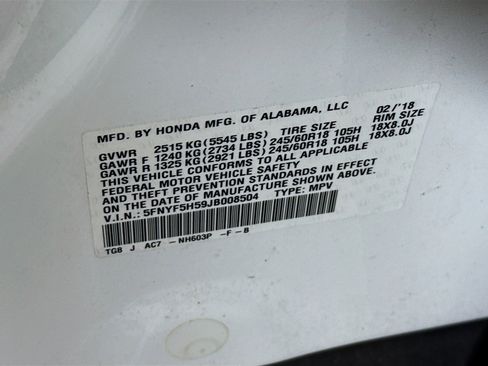 MFD. BY HONDA MFG. OF ALABAMA, LLC 02/'18
GVWR 2515 KG (5545 LBS) TIRE SIZE RIM SIZE
GAWR F 1240 KG (2734 LBS) 245/60R18 105H 18X8.0J
GAWR R 1325 KG (2921 LBS) 245/60R18 105H 18X8.0J
THIS VEHICLE CONFORMS TO ALL APPLICABLE
FEDERAL MOTOR VEHICLE SAFETY
AND THEFT PREVENTION STANDARDS IN EFFECT
ON THE DATE OF MANUFACTURE SHOWN ABOVE.
V.I.N.: 5FNYF5H59JB008504 TYPE: MPV
TG8 J AC7 -NH603P -F-B